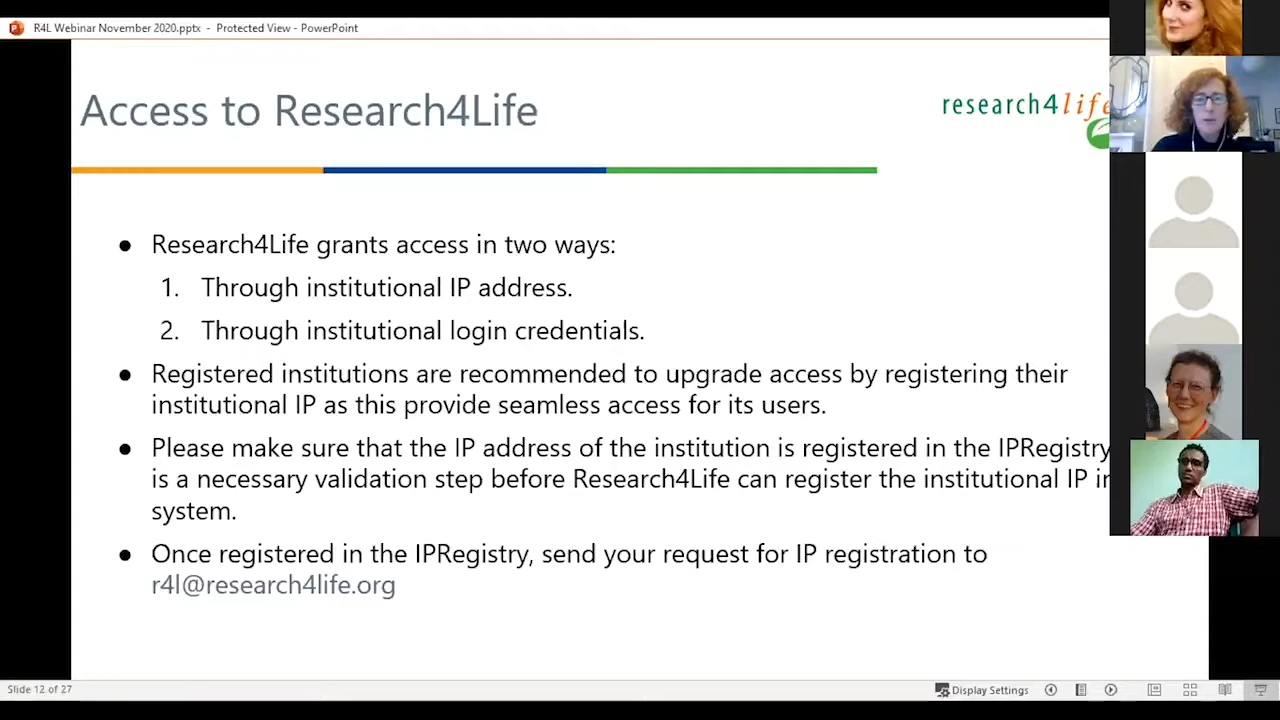 R4L Webinar November 2020.pptx - Protected View - PowerPoint
Access to Research4Life
research4life
● Research4Life grants access in two ways:
1. Through institutional IP address.
2. Through institutional login credentials.
● Registered institutions are recommended to upgrade access by registering their
institutional IP as this provide seamless access for its users.
● Please make sure that the IP address of the institution is registered in the IPRegistry
is a necessary validation step before Research4Life can register the institutional IP
system.
● Once registered in the IPRegistry, send your request for IP registration to
r4l@research4life.org
Slide 12 of 27
Display Settings